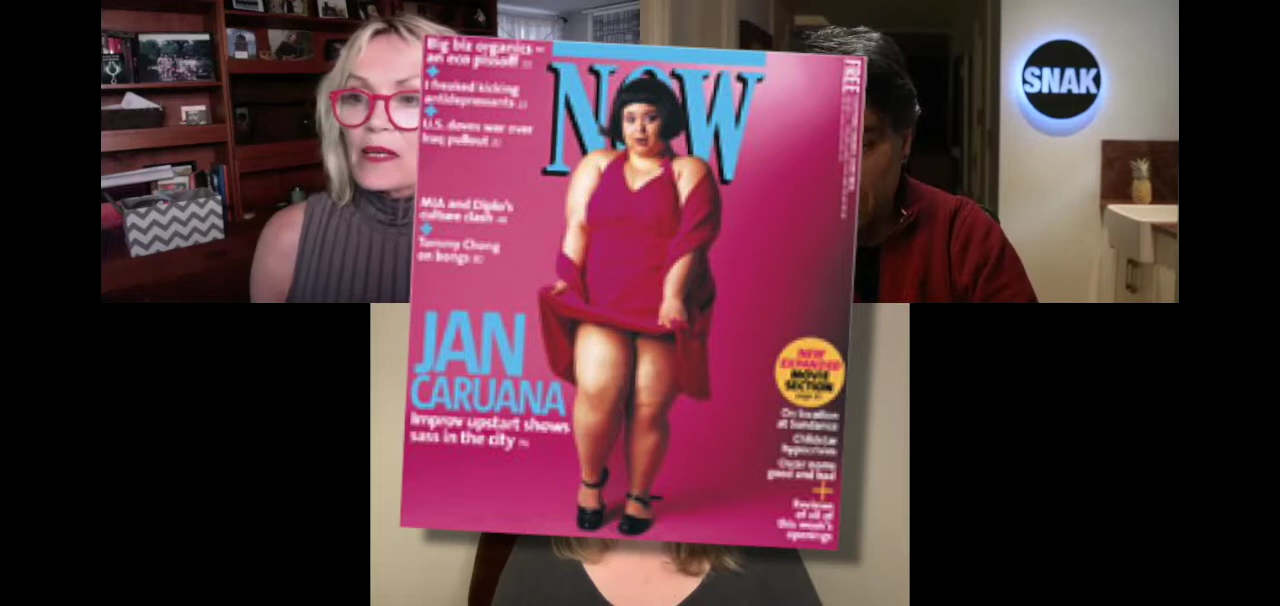 Big biz organics
an eco pissoff
I freaked kicking
antidepressants
U.S. doves war over
Iraq pullout
MIA and Diplo's
culture clash
Tommy Chong
on bongs
JAN
CARUANA
Improv upstart shows
sass in the city
NOW
FREE
NEW
EXPANDED
MOVIE
SECTION
On location
at Sundance
hypocrisies
Oscar noms
good and bad
Reviews
of all of
this week's
openings
SNAK